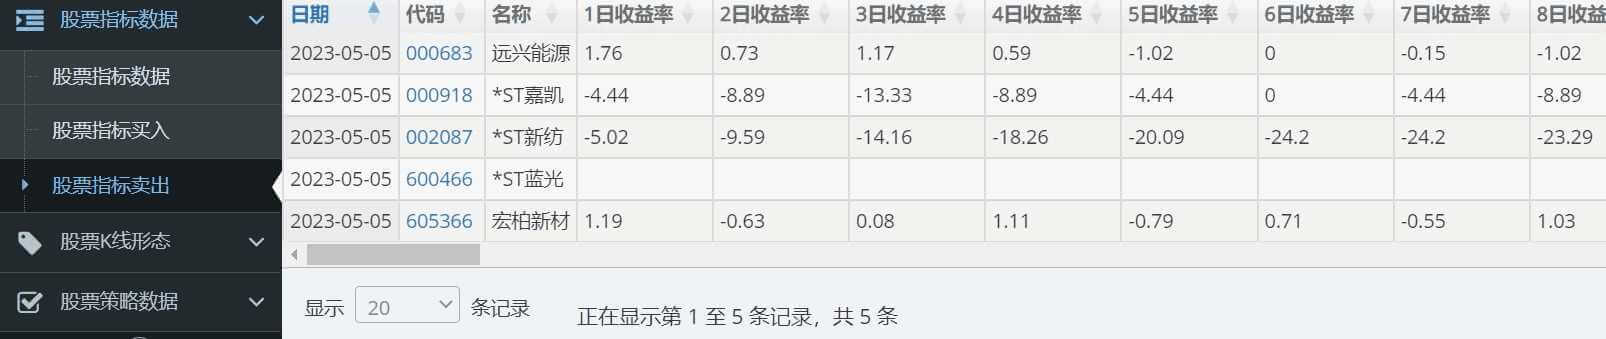 股票指标数据
股票指标数据
股票指标买入
股票指标卖出
股票K线形态
股票策略数据
日期 代码 名称 1日收益率 2日收益率 3日收益率 4日收益率 5日收益率 6日收益率 7日收益率 8日收益
2023-05-05 000683 远兴能源 1.76 0.73 1.17 0.59 -1.02 0 -0.15 -1.02
2023-05-05 000918 *ST嘉凯 -4.44 -8.89 -13.33 -8.89 -4.44 0 -4.44 -8.89
2023-05-05 002087 *ST新纺 -5.02 -9.59 -14.16 -18.26 -20.09 -24.2 -24.2 -23.29
2023-05-05 600466 *ST蓝光
2023-05-05 605366 宏柏新材 1.19 -0.63 0.08 1.11 -0.79 0.71 -0.55 1.03
显示 20 条记录 正在显示第 1 至 5 条记录，共 5 条